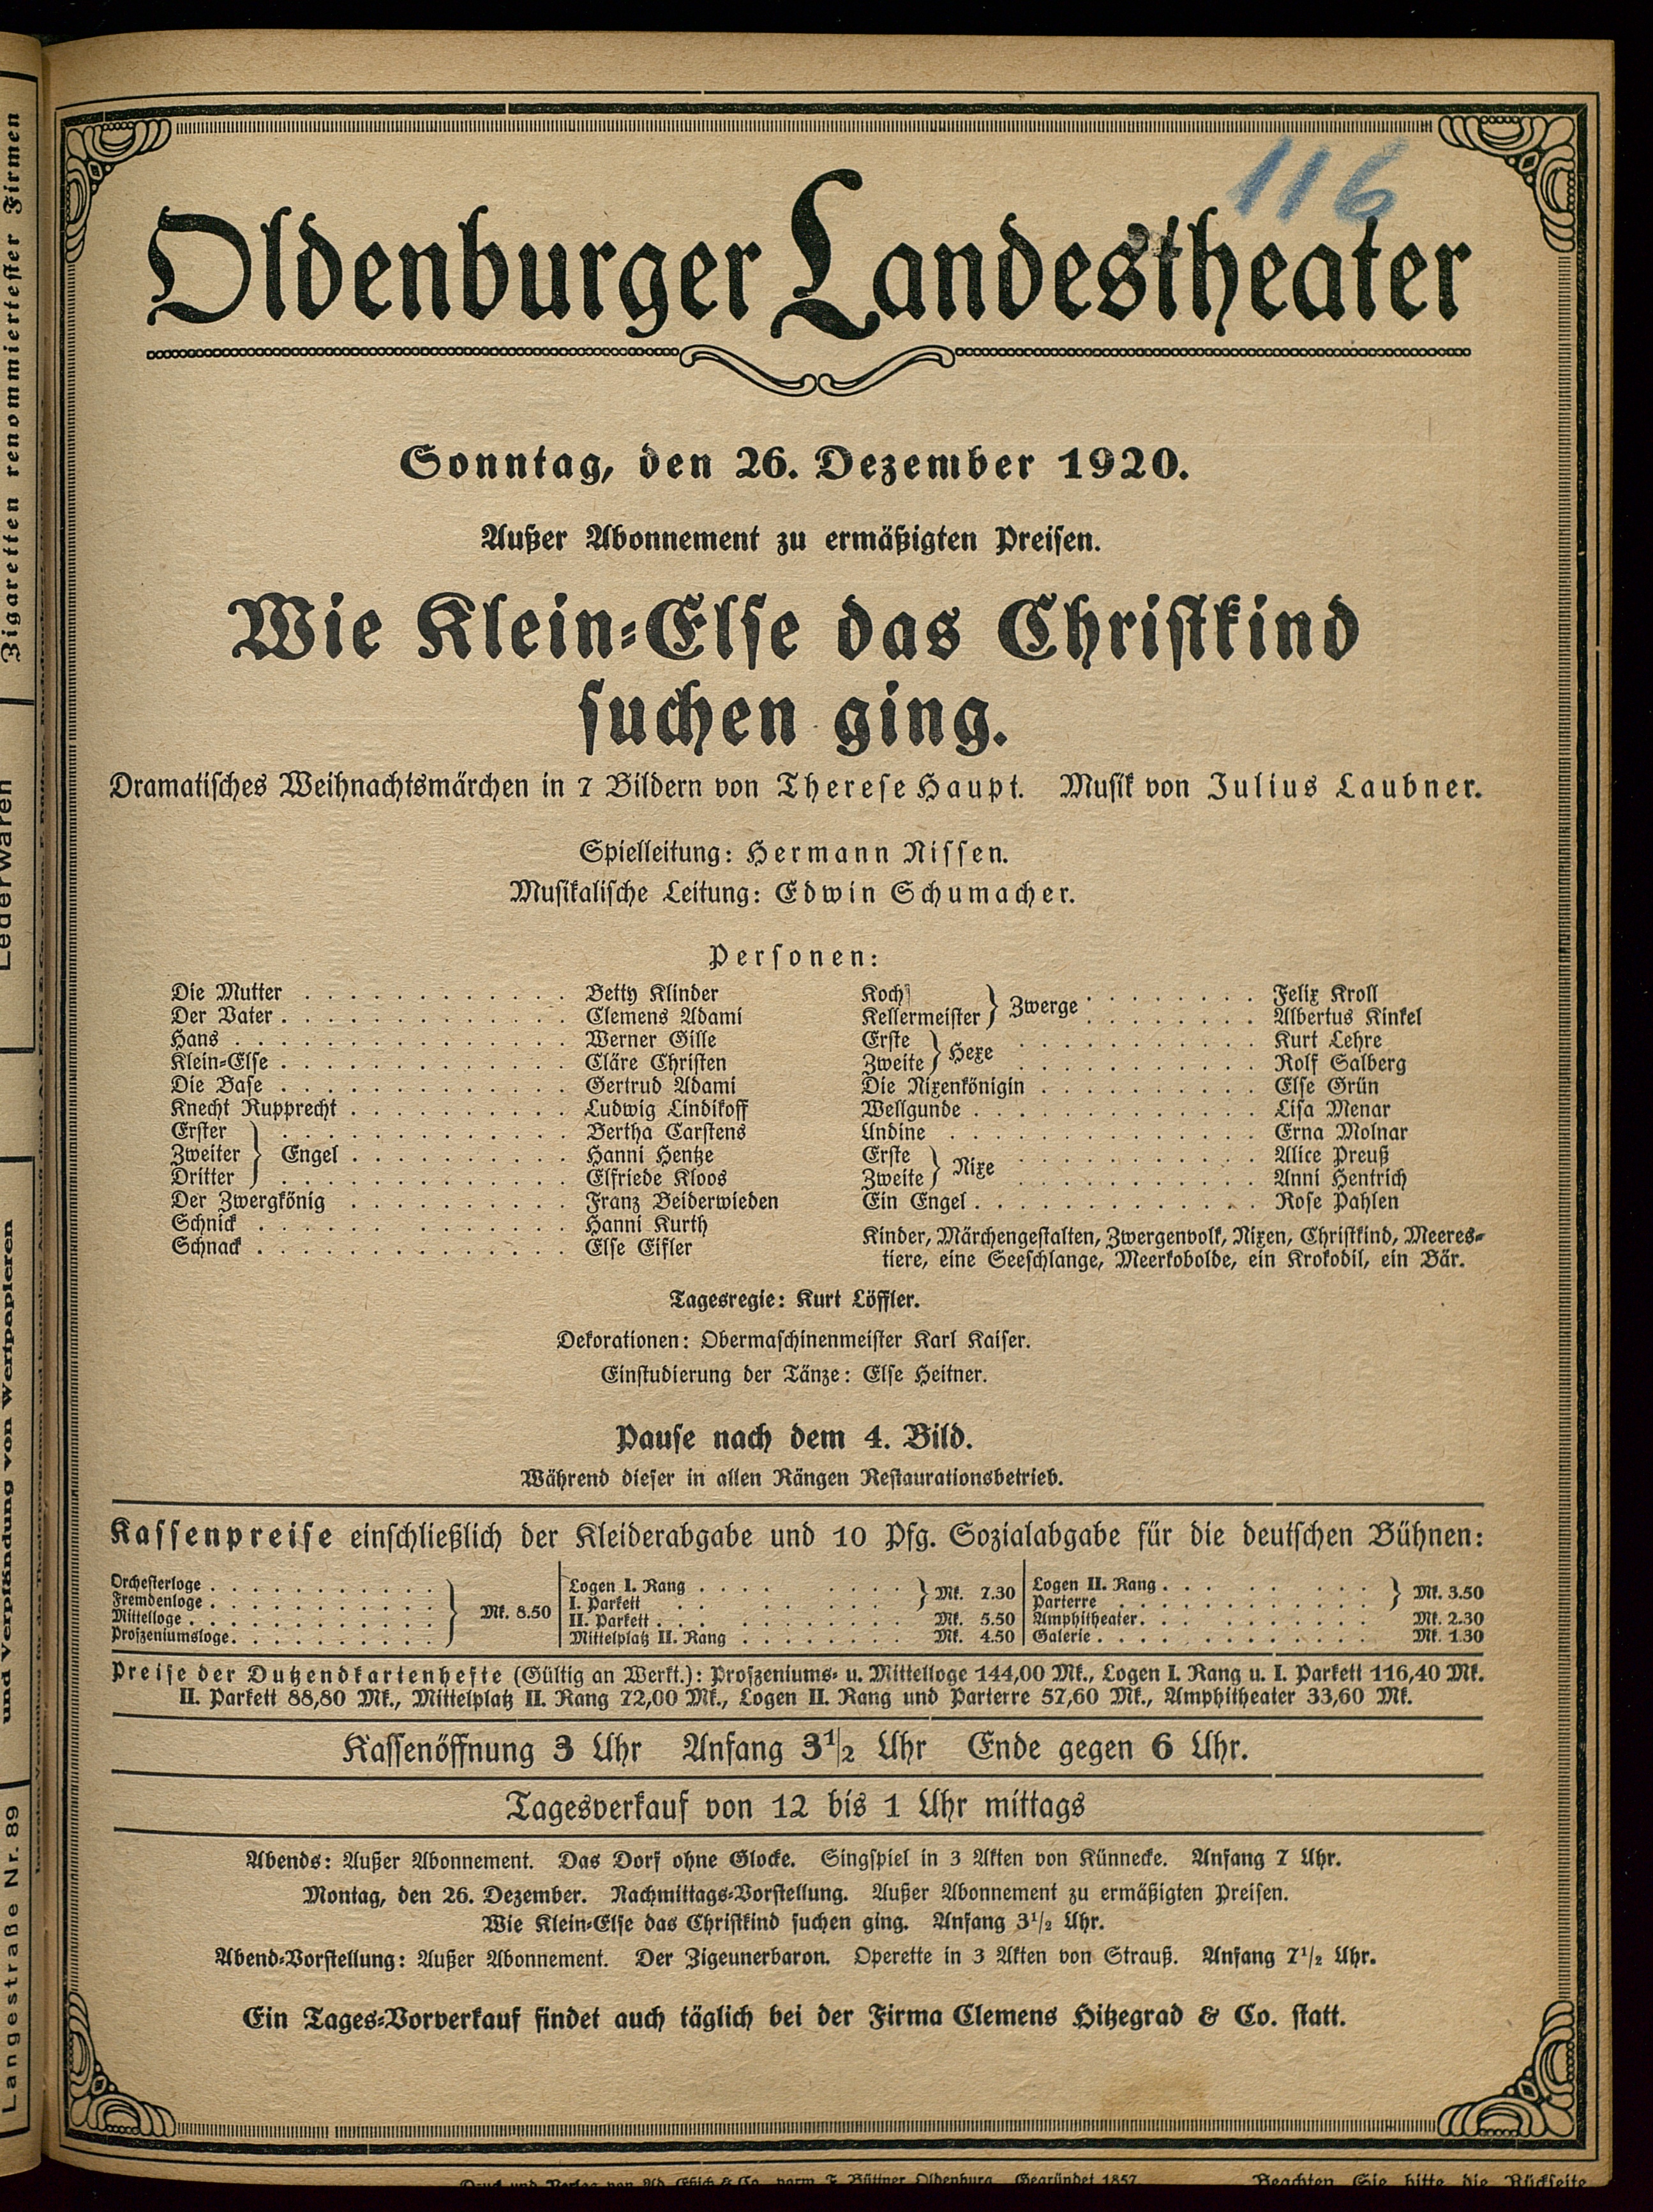 116
Oldenburger Landestheater
Sonntag, den 26. Dezember 1920.
Außer Abonnement zu ermäßigten Preisen.
Wie Klein-Else das Christkind
suchen ging.
Dramatisches Weihnachtsmärchen in 7 Bildern von Therese Haupt. Musik von Julius Laubner.
Spielleitung: Hermann Nissen.
Musikalische Leitung: Edwin Schumacher.
Personen:
Die Mutter . . . . . . . . . . . . Betty Klinder
Der Vater . . . . . . . . . . . . Clemens Adami
Hans . . . . . . . . . . . . Werner Gille
Klein-Else . . . . . . . . . . . . Cläre Christen
Die Base . . . . . . . . . . . . Gertrud Adami
Knecht Rupprecht . . . . . . . . . . Ludwig Lindikoff
Erster . . . . . . . . . . . . Bertha Carstens
Zweiter } Engel . . . . . . . . . . Hanni Hentze
Dritter . . . . . . . . . . . . Elfriede Kloos
Der Zwergkönig . . . . . . . . . . Franz Beiderwieden
Schnick . . . . . . . . . . . . Hanni Kurth
Schnack . . . . . . . . . . . . Else Eifler
Koch } Zwerge . . . . . . . . Felix Kroll
Kellermeister . . . . . . . . Albertus Kinkel
Erste } Hexe . . . . . . . . . . Kurt Lehre
Zweite . . . . . . . . . . Rolf Salberg
Die Nixenkönigin . . . . . . . . . . Else Grün
Wellgunde . . . . . . . . . . . . Lisa Menar
Undine . . . . . . . . . . . . Erna Molnar
Erste } Nixe . . . . . . . . . . Alice Preuß
Zweite . . . . . . . . . . Anni Hentrich
Ein Engel . . . . . . . . . . . . Rose Pahlen
Kinder, Märchengestalten, Zwergenvolk, Nixen, Christkind, Meeres-
tiere, eine Seeschlange, Meerkobolde, ein Krokodil, ein Bär.
Tagesregie: Kurt Löffler.
Dekorationen: Obermaschinenmeister Karl Kaiser.
Einstudierung der Tänze: Else Heitner.
Pause nach dem 4. Bild.
Während dieser in allen Rängen Restaurationsbetrieb.
Kassenpreise einschließlich der Kleiderabgabe und 10 Pfg. Sozialabgabe für die deutschen Bühnen:
Orchesterloge . . . . . . . . . .
Fremdenloge . . . . . . . . . .
Mittelloge . . . . . . . . . .
Proszeniumsloge . . . . . . . . . .
} Mk. 8.50
Logen I. Rang . . . . . . . .
I. Parkett . . . . . . . . } Mk. 7.30
II. Parkett . . . . . . . . Mk. 5.50
Mittelplatz II. Rang . . . . . . . . Mk. 4.50
Logen II. Rang . . . . . . . .
Parterre . . . . . . . . } Mk. 3.50
Amphitheater . . . . . . . . Mk. 2.30
Galerie . . . . . . . . Mk. 1.30
Preise der Dutzendkartenhefte (Gültig an Werkt.): Proszeniums- u. Mittelloge 144,00 Mk., Logen I. Rang u. I. Parkett 116,40 Mk.
II. Parkett 88,80 Mk., Mittelplatz II. Rang 72,00 Mk., Logen II. Rang und Parterre 57,60 Mk., Amphitheater 33,60 Mk.
Kassenöffnung 3 Uhr Anfang 3 1/2 Uhr Ende gegen 6 Uhr.
Tagesverkauf von 12 bis 1 Uhr mittags
Abends: Außer Abonnement. Das Dorf ohne Glocke. Singspiel in 3 Akten von Künnecke. Anfang 7 Uhr.
Montag, den 26. Dezember. Nachmittags-Vorstellung. Außer Abonnement zu ermäßigten Preisen.
Wie Klein-Else das Christkind suchen ging. Anfang 3 1/2 Uhr.
Abend-Vorstellung: Außer Abonnement. Der Zigeunerbaron. Operette in 3 Akten von Strauß. Anfang 7 1/2 Uhr.
Ein Tages-Vorverkauf findet auch täglich bei der Firma Clemens Hitzegrad & Co. statt.
Druck und Verlag von Ad. & Co. vorm. F. Büttner Oldenburg. Gegründet 1857.
Beachten Sie bitte die Rückseite
Zigaretten renommiertester Firmen
Lederwaren
und Verpfändung von Wertpapieren
Langestraße Nr. 89